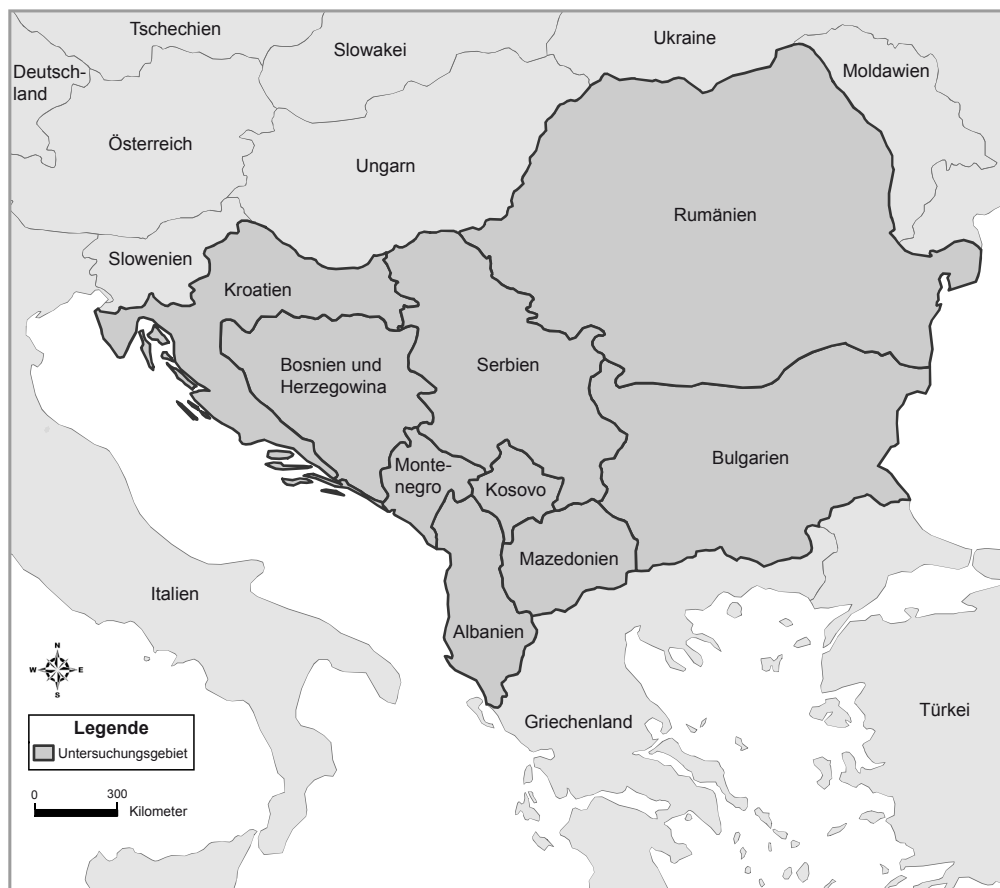 Tschechien
Slowakei
Ukraine
Moldawien
Deutsch-
land
Österreich
Ungarn
Rumänien
Slowenien
Kroatien
Bosnien und
Herzegowina
Serbien
Bulgarien
Monte-
negro
Kosovo
Mazedonien
Italien
Albanien
Griechenland
Türkei
N
W E
S
Legende
Untersuchungsgebiet
0 300
Kilometer